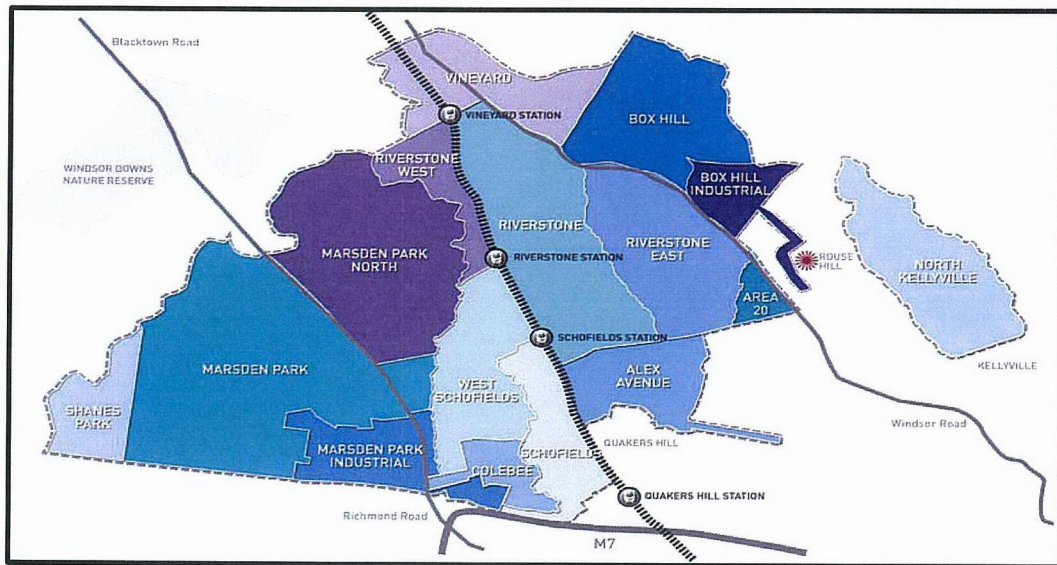 Blacktown Road
VINEYARD
VINEYARD STATION
BOX HILL
RIVERSTONE
WEST
WINDSOR DOWNS
NATURE RESERVE
BOX HILL
INDUSTRIAL
RIVERSTONE
RIVERSTONE
EAST
MARSDEN PARK
NORTH
RIVERSTONE STATION
ROUSE
HILL
NORTH
KELLYVILLE
AREA
20
SCHOFIELDS STATION
MARSDEN PARK
ALEX
AVENUE
KELLYVILLE
WEST
SCHOFIELDS
SHANES
PARK
Windsor Road
QUAKERS HILL
MARSDEN PARK
INDUSTRIAL
SCHOFIELDS
COLEBEE
QUAKERS HILL STATION
Richmond Road
M7